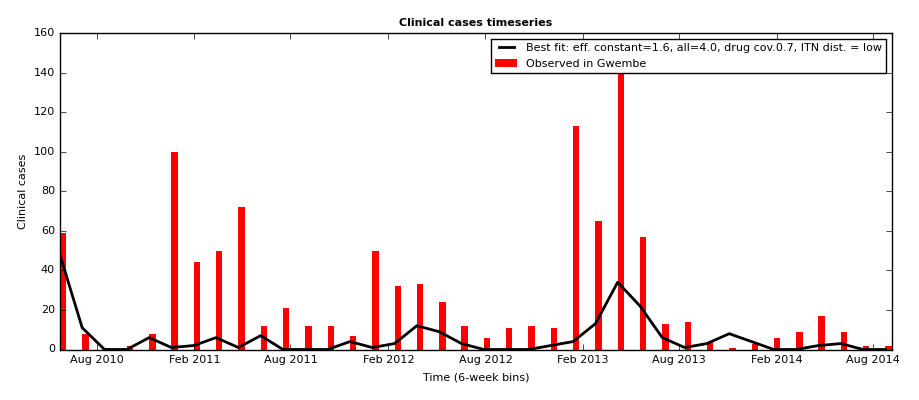 Clinical cases timeseries
Best fit: eff. constant=1.6, all=4.0, drug cov.0.7, ITN dist. = low
Observed in Gwembe
Clinical cases
160
140
120
100
80
60
40
20
0
Aug 2010 Feb 2011 Aug 2011 Feb 2012 Aug 2012 Feb 2013 Aug 2013 Feb 2014 Aug 2014
Time (6-week bins)